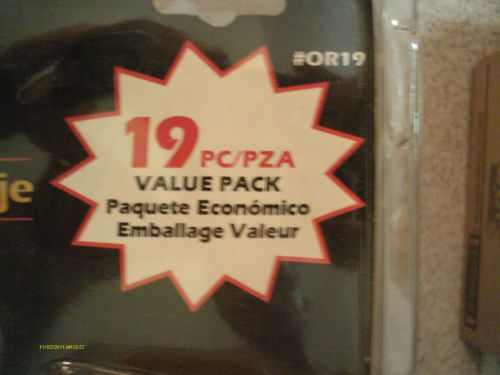 #OR19
19 PC/PZA
VALUE PACK
Paquete Económico
Emballage Valeur
je